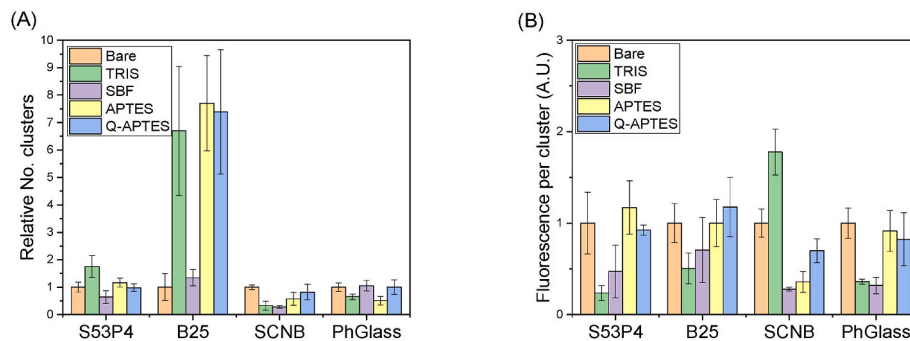 (A)
Relative No. clusters
10
9
8
7
6
5
4
3
2
1
0
Bare
TRIS
SBF
APTES
Q-APTES
S53P4 B25 SCNB PhGlass
(B)
Fluorescence per cluster (A.U.)
3
2
1
0
Bare
TRIS
SBF
APTES
Q-APTES
S53P4 B25 SCNB PhGlass